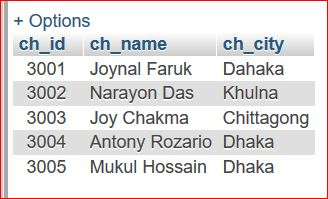 + Options
ch_id ch_name ch_city
3001 Joynal Faruk Dahaka
3002 Narayon Das Khulna
3003 Joy Chakma Chittagong
3004 Antony Rozario Dhaka
3005 Mukul Hossain Dhaka